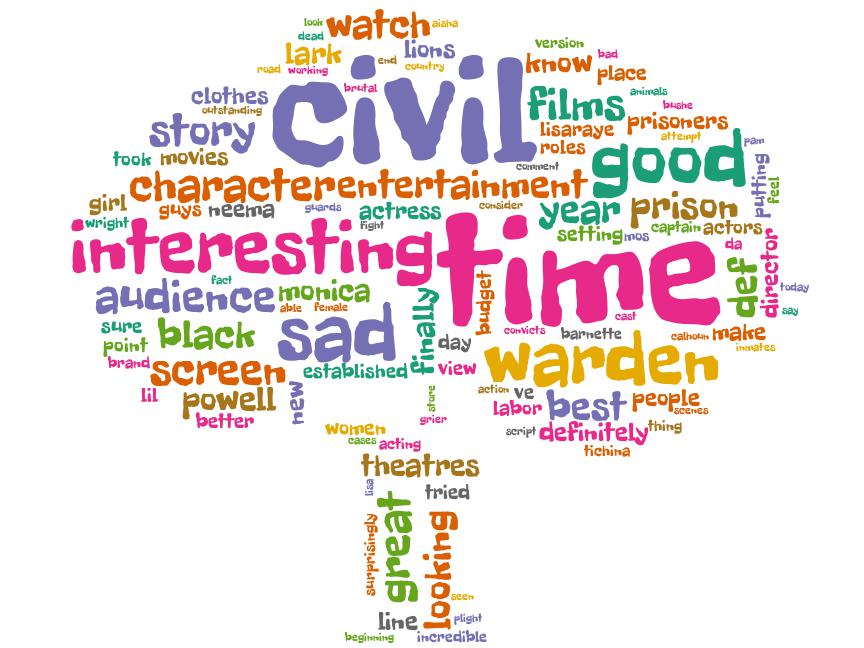 look watch aisha
dead
lark lions version
road working end country know bad place
brutal
clothes civil films animals
outstanding bushe
story lisaraye prisoners
roles attempt
took movies comment good pam
character entertainment putting feel
girl guys neema guards actress consider year prison
wright fight setting mos captain actors
interesting time da director
fact def today
audience monica budget say
able female finally cast
sure black sad convicts barnette calhoun make
point day warden inmates
brand screen established view
lil powell new store action ve best people
better grier labor scenes
women script definitely thing
cases acting tichina
theatres
lisa tried
surprisingly great looking
seen
line plight
beginning incredible